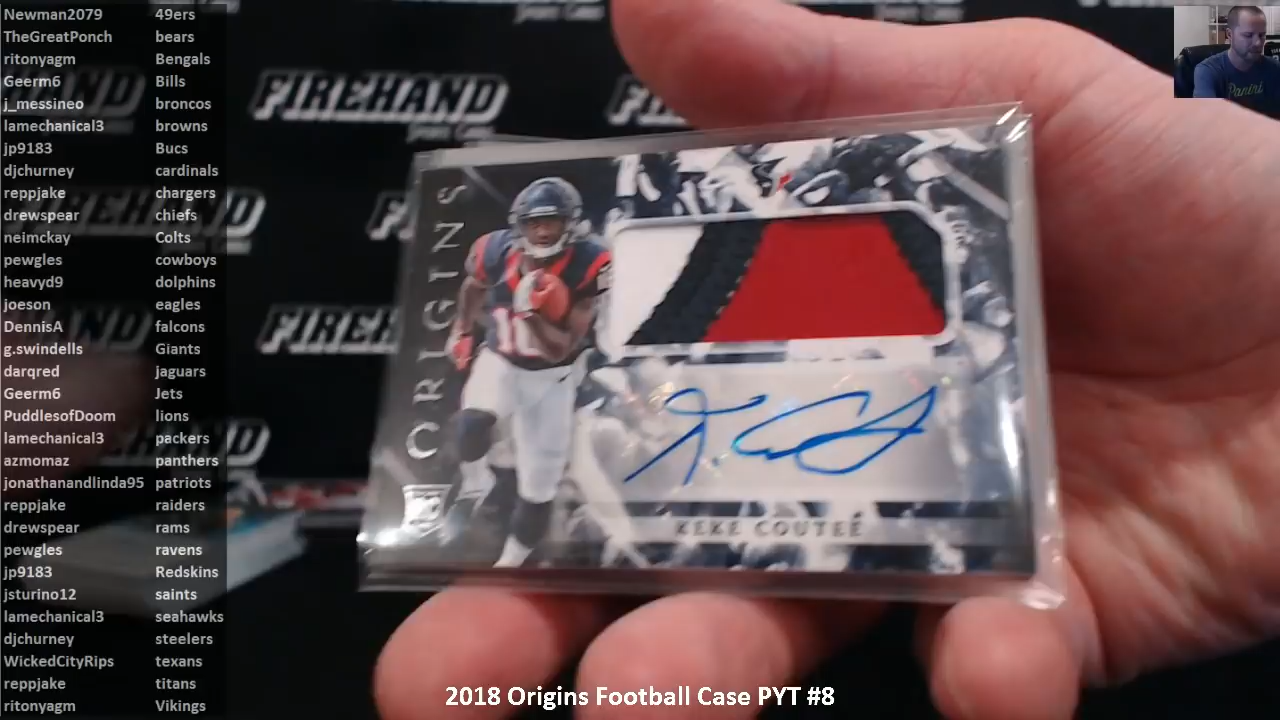 Newman2079 49ers
TheGreatPonch bears
ritonyagm Bengals
Geerm6 Bills
j_messineo broncos
lamechanical3 browns
jp9183 Bucs
djchurney cardinals
reppjake chargers
drewspear chiefs
neimckay Colts
pewgles cowboys
heavyd9 dolphins
joeson eagles
DennisA falcons
g.swindells Giants
darqred jaguars
Geerm6 Jets
PuddlesofDoom lions
lamechanical3 packers
azmomaz panthers
jonathanandlinda95 patriots
reppjake raiders
drewspear rams
pewgles ravens
jp9183 Redskins
jsturino12 saints
lamechanical3 seahawks
djchurney steelers
WickedCityRips texans
reppjake titans
ritonyagm Vikings
FIREHAND
FIREHAND
Panini
ORIGINS
KEKE COUTEE
2018 Origins Football Case PYT #8